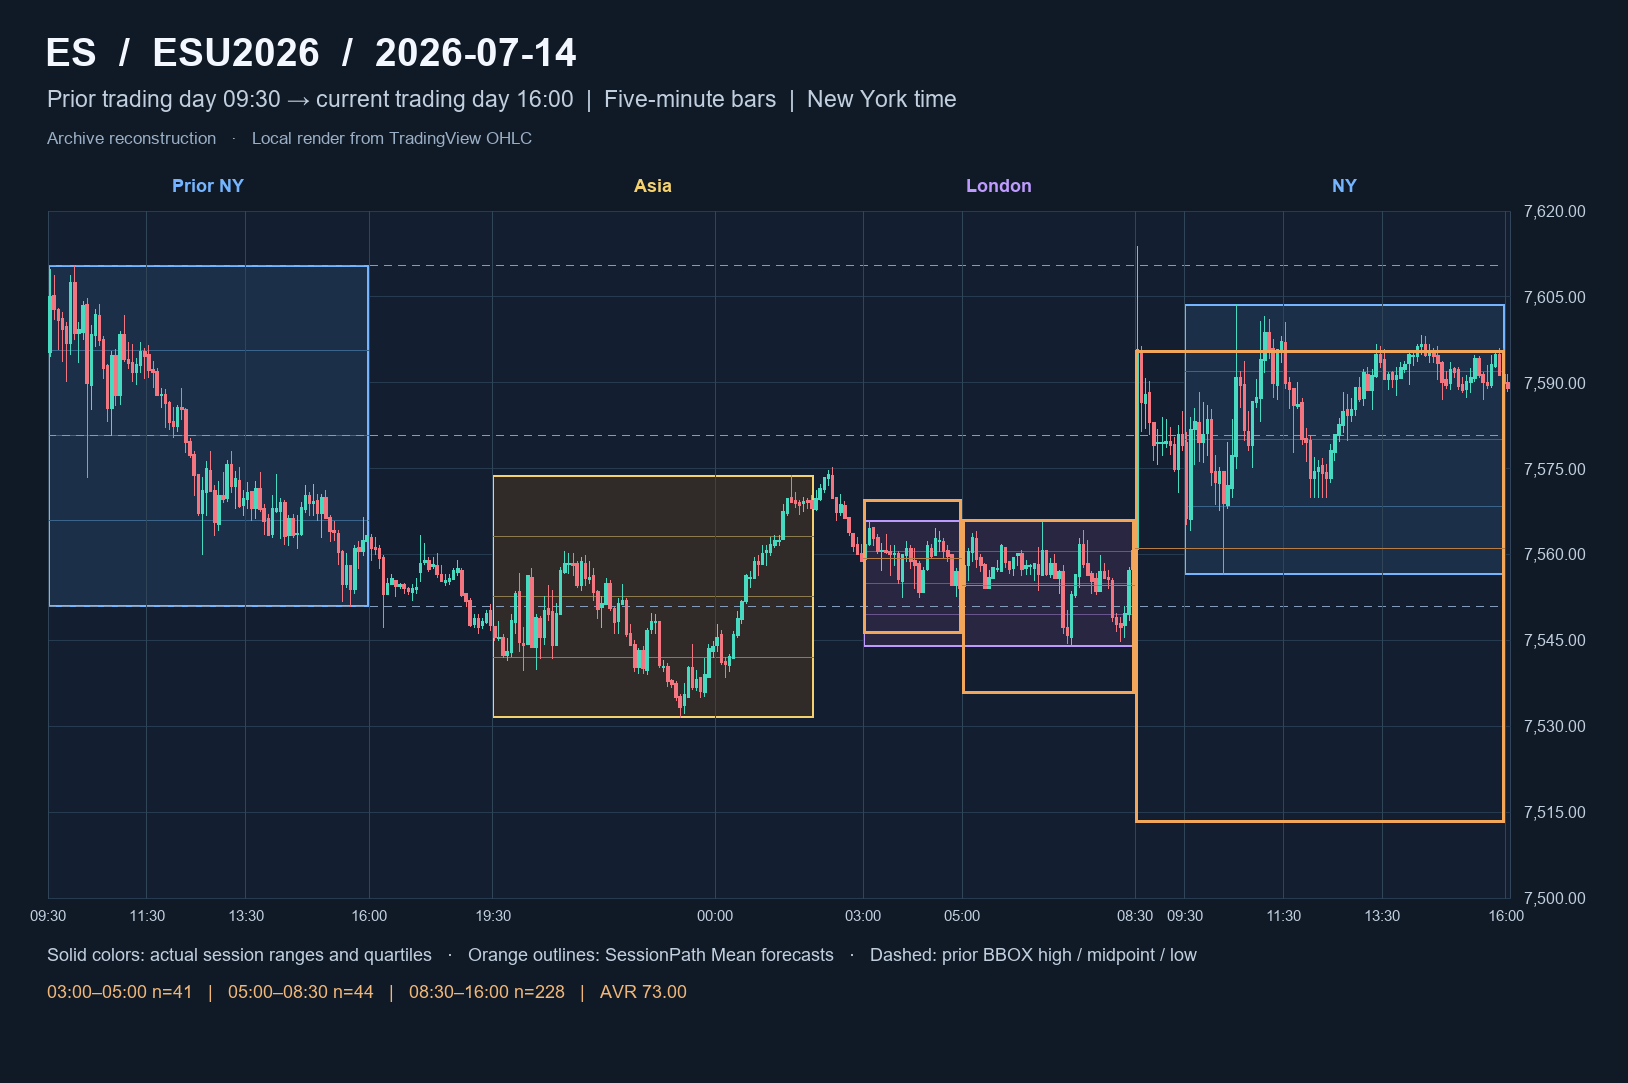 ES / ESU2026 / 2026-07-14
Prior trading day 09:30 → current trading day 16:00 | Five-minute bars | New York time
Archive reconstruction · Local render from TradingView OHLC
Prior NY Asia London NY
7,620.00
7,605.00
7,590.00
7,575.00
7,560.00
7,545.00
7,530.00
7,515.00
7,500.00
09:30 11:30 13:30 16:00 19:30 00:00 03:00 05:00 08:30 09:30 11:30 13:30 16:00
Solid colors: actual session ranges and quartiles · Orange outlines: SessionPath Mean forecasts · Dashed: prior BBOX high / midpoint / low
03:00–05:00 n=41 | 05:00–08:30 n=44 | 08:30–16:00 n=228 | AVR 73.00